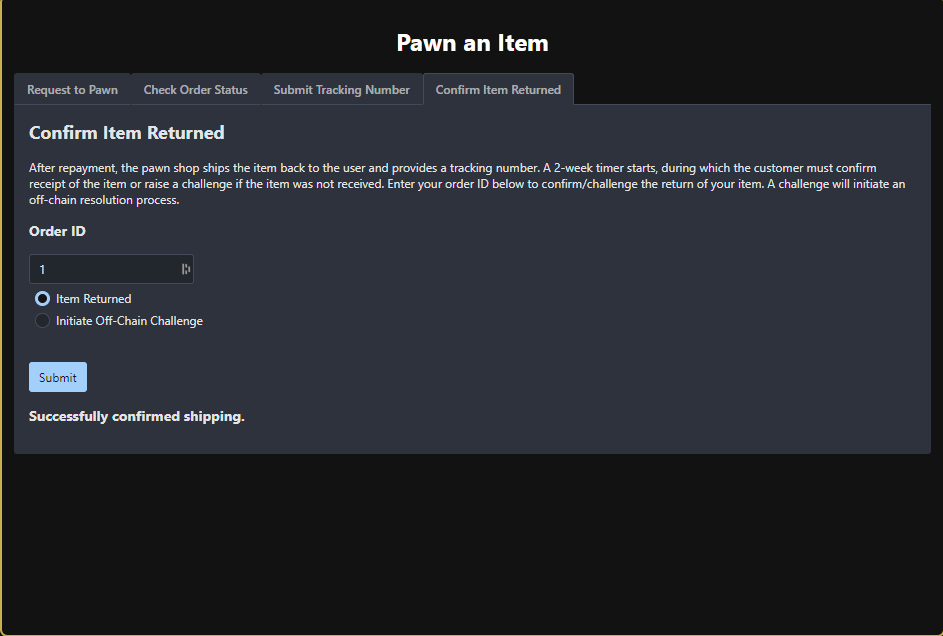 Pawn an Item
Request to Pawn
Check Order Status
Submit Tracking Number
Confirm Item Returned
Confirm Item Returned
After repayment, the pawn shop ships the item back to the user and provides a tracking number. A 2-week timer starts, during which the customer must confirm
receipt of the item or raise a challenge if the item was not received. Enter your order ID below to confirm/challenge the return of your item. A challenge will initiate an
off-chain resolution process.
Order ID
1
Item Returned
Initiate Off-Chain Challenge
Submit
Successfully confirmed shipping.